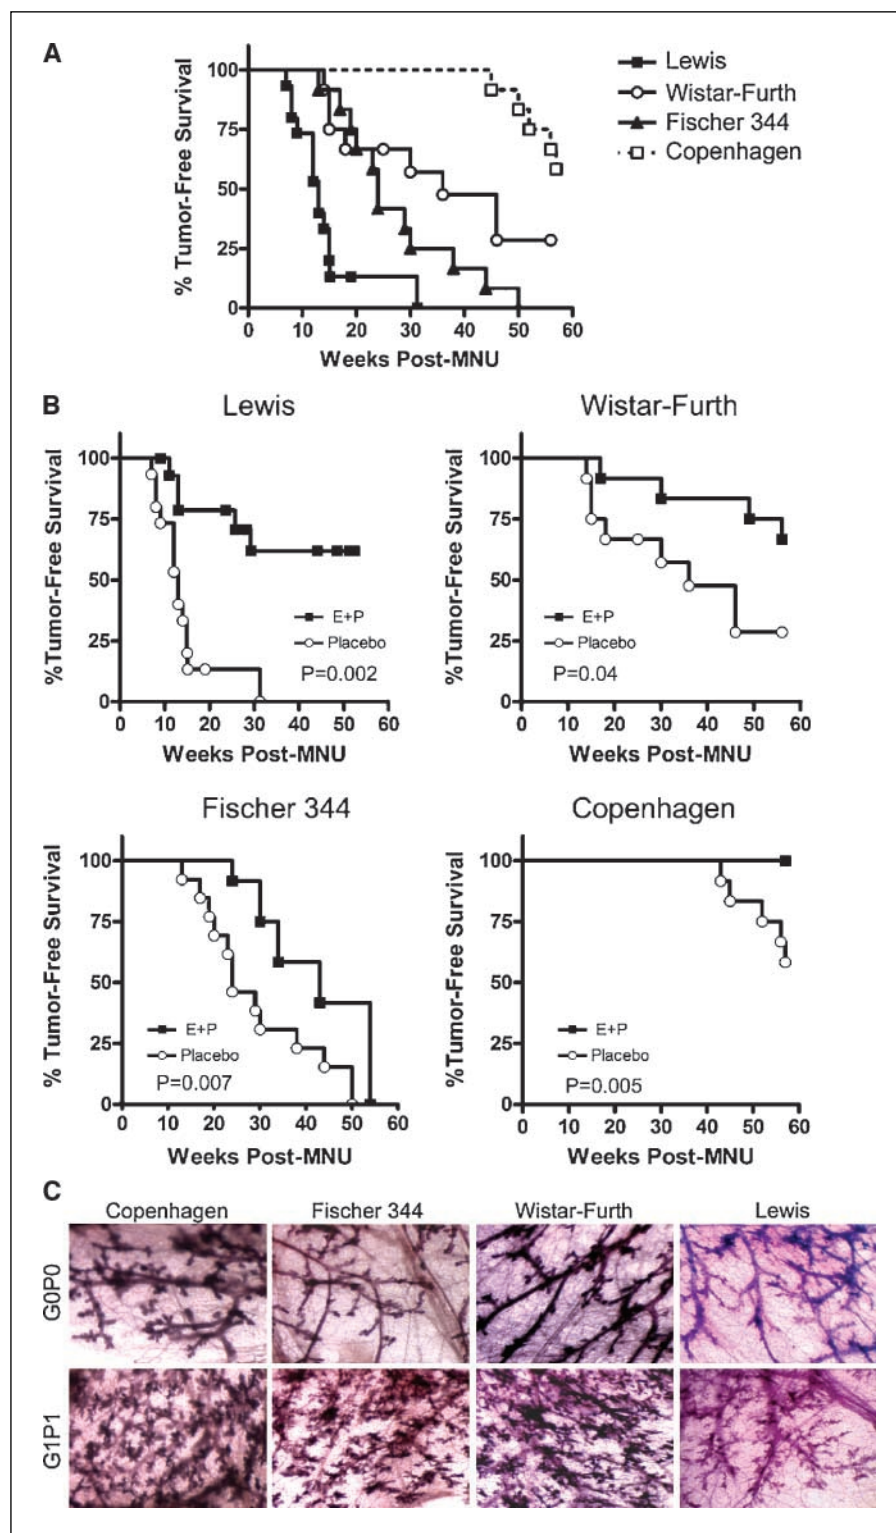 A
% Tumor-Free Survival
100
75
50
25
0
0 10 20 30 40 50 60
Weeks Post-MNU
Lewis
Wistar-Furth
Fischer 344
Copenhagen
B
Lewis
%Tumor-Free Survival
100
75
50
25
0
E+P
Placebo
P=0.002
0 10 20 30 40 50 60
Weeks Post-MNU
Wistar-Furth
%Tumor-Free Survival
100
75
50
25
0
E+P
Placebo
P=0.04
0 10 20 30 40 50 60
Weeks Post-MNU
Fischer 344
% Tumor-Free Survival
100
75
50
25
0
E+P
Placebo
P=0.007
0 10 20 30 40 50 60
Weeks Post-MNU
Copenhagen
%Tumor-Free Survival
100
75
50
25
0
E+P
Placebo
P=0.005
0 10 20 30 40 50 60
Weeks Post-MNU
C
Copenhagen Fischer 344 Wistar-Furth Lewis
G0P0
G1P1